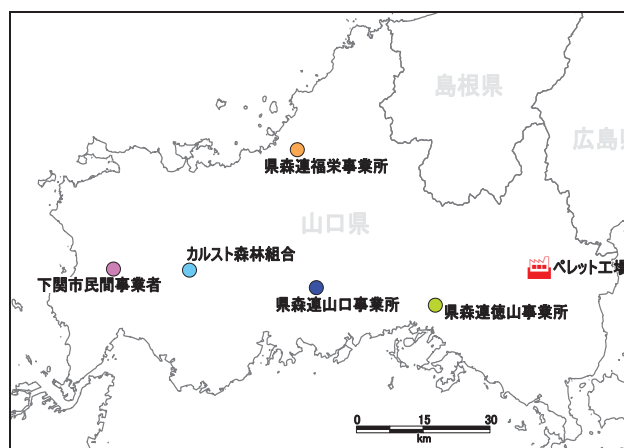 島根県
広島県
県森連福栄事業所
山口県
カルスト森林組合
下関市民間事業者
ペレット工場
県森連山口事業所
県森連徳山事業所
0 15 30
km